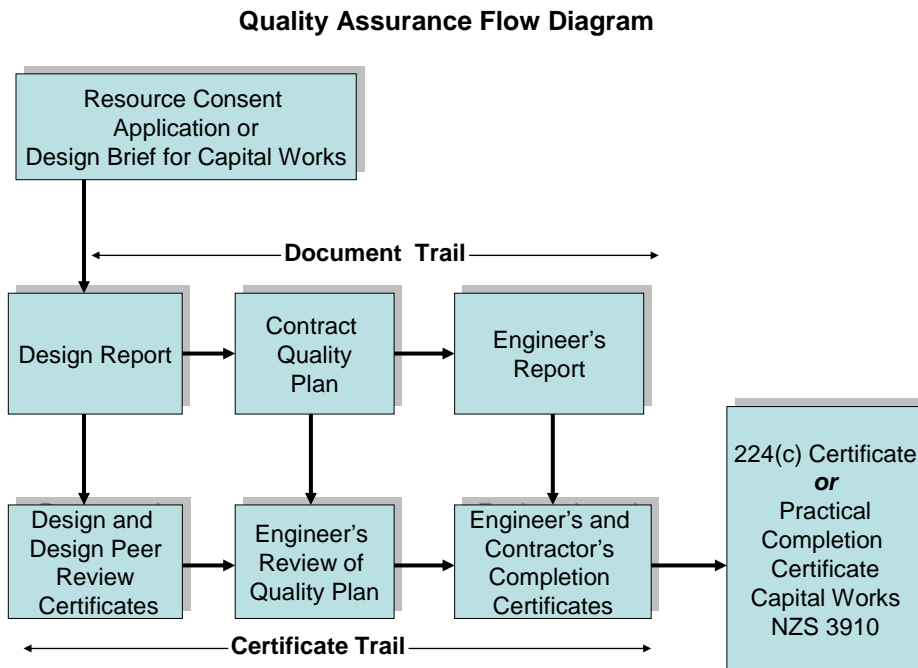 Quality Assurance Flow Diagram
Resource Consent
Application or
Design Brief for Capital Works
Document Trail
Design Report
Contract
Quality
Plan
Engineer's
Report
Design and
Design Peer
Review
Certificates
Engineer's
Review of
Quality Plan
Engineer's and
Contractor's
Completion
Certificates
224(c) Certificate
or
Practical
Completion
Certificate
Capital Works
NZS 3910
Certificate Trail